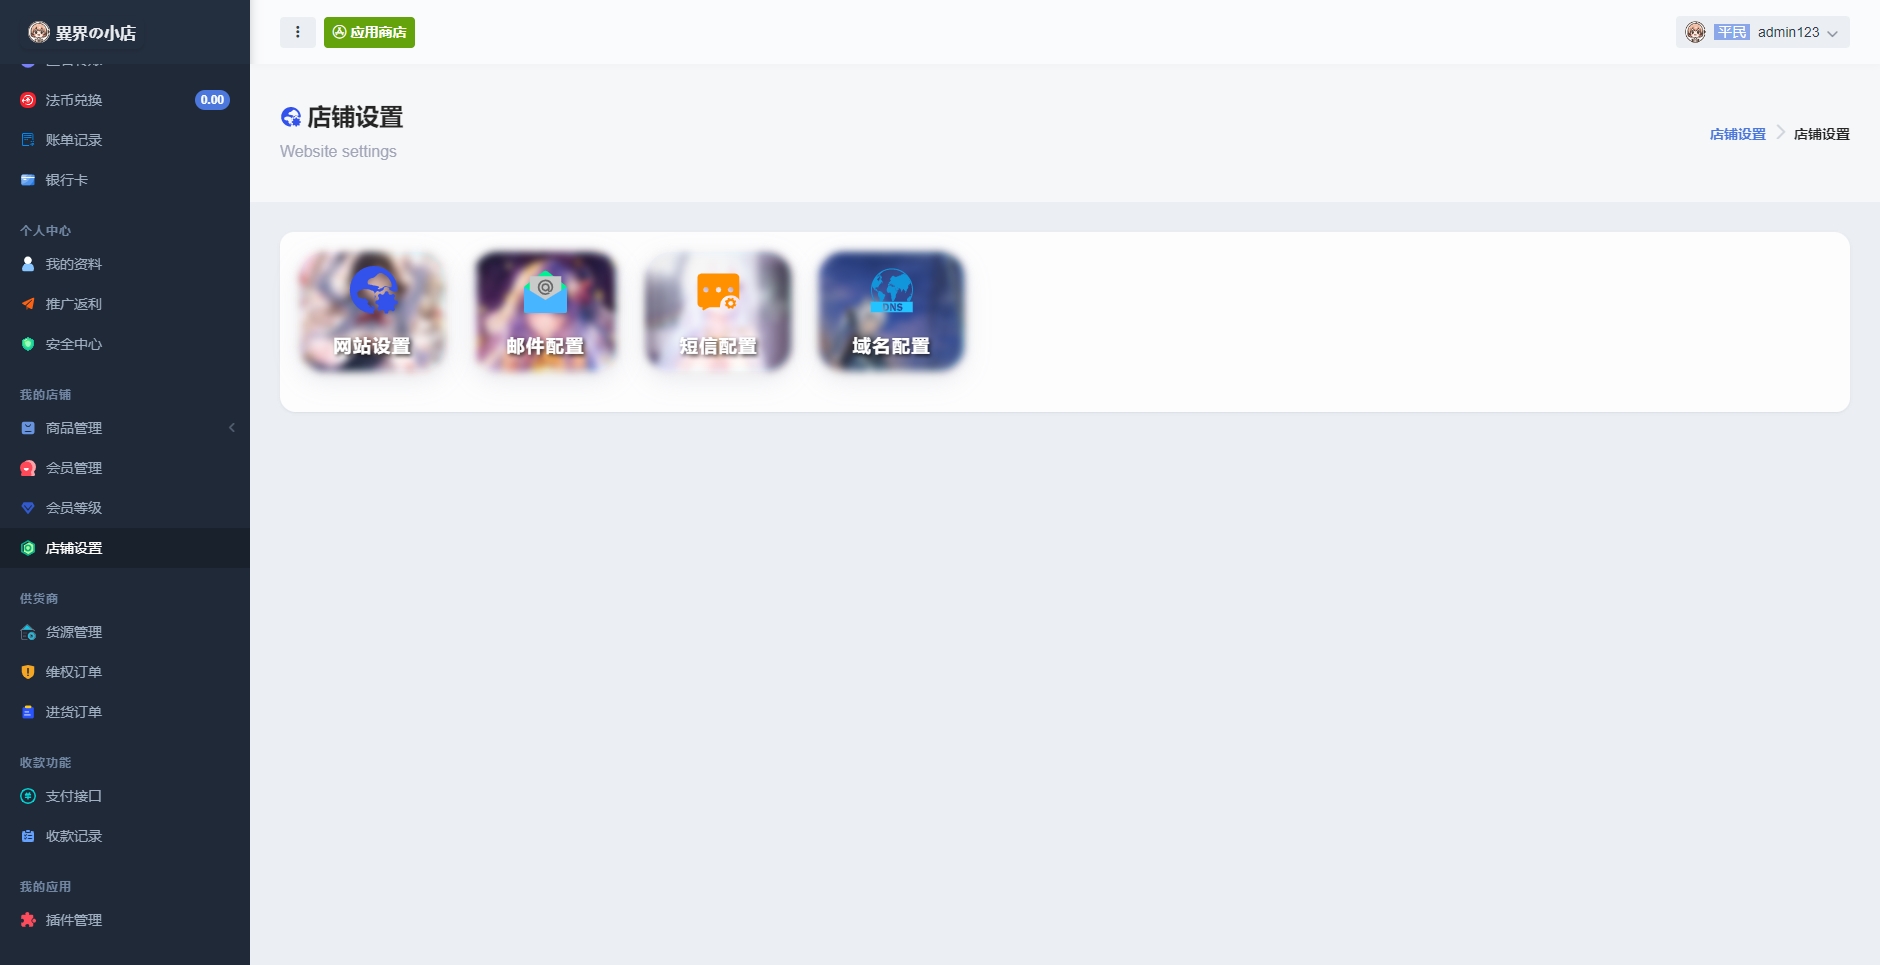 異界の小店
应用商店
平民 admin123
法币兑换 0.00
账单记录
银行卡
个人中心
我的资料
推广返利
安全中心
我的店铺
商品管理
会员管理
会员等级
店铺设置
供货商
货源管理
维权订单
进货订单
收款功能
支付接口
收款记录
我的应用
插件管理
店铺设置
Website settings
店铺设置 店铺设置
网站设置
@
邮件配置
短信配置
DNS
域名配置